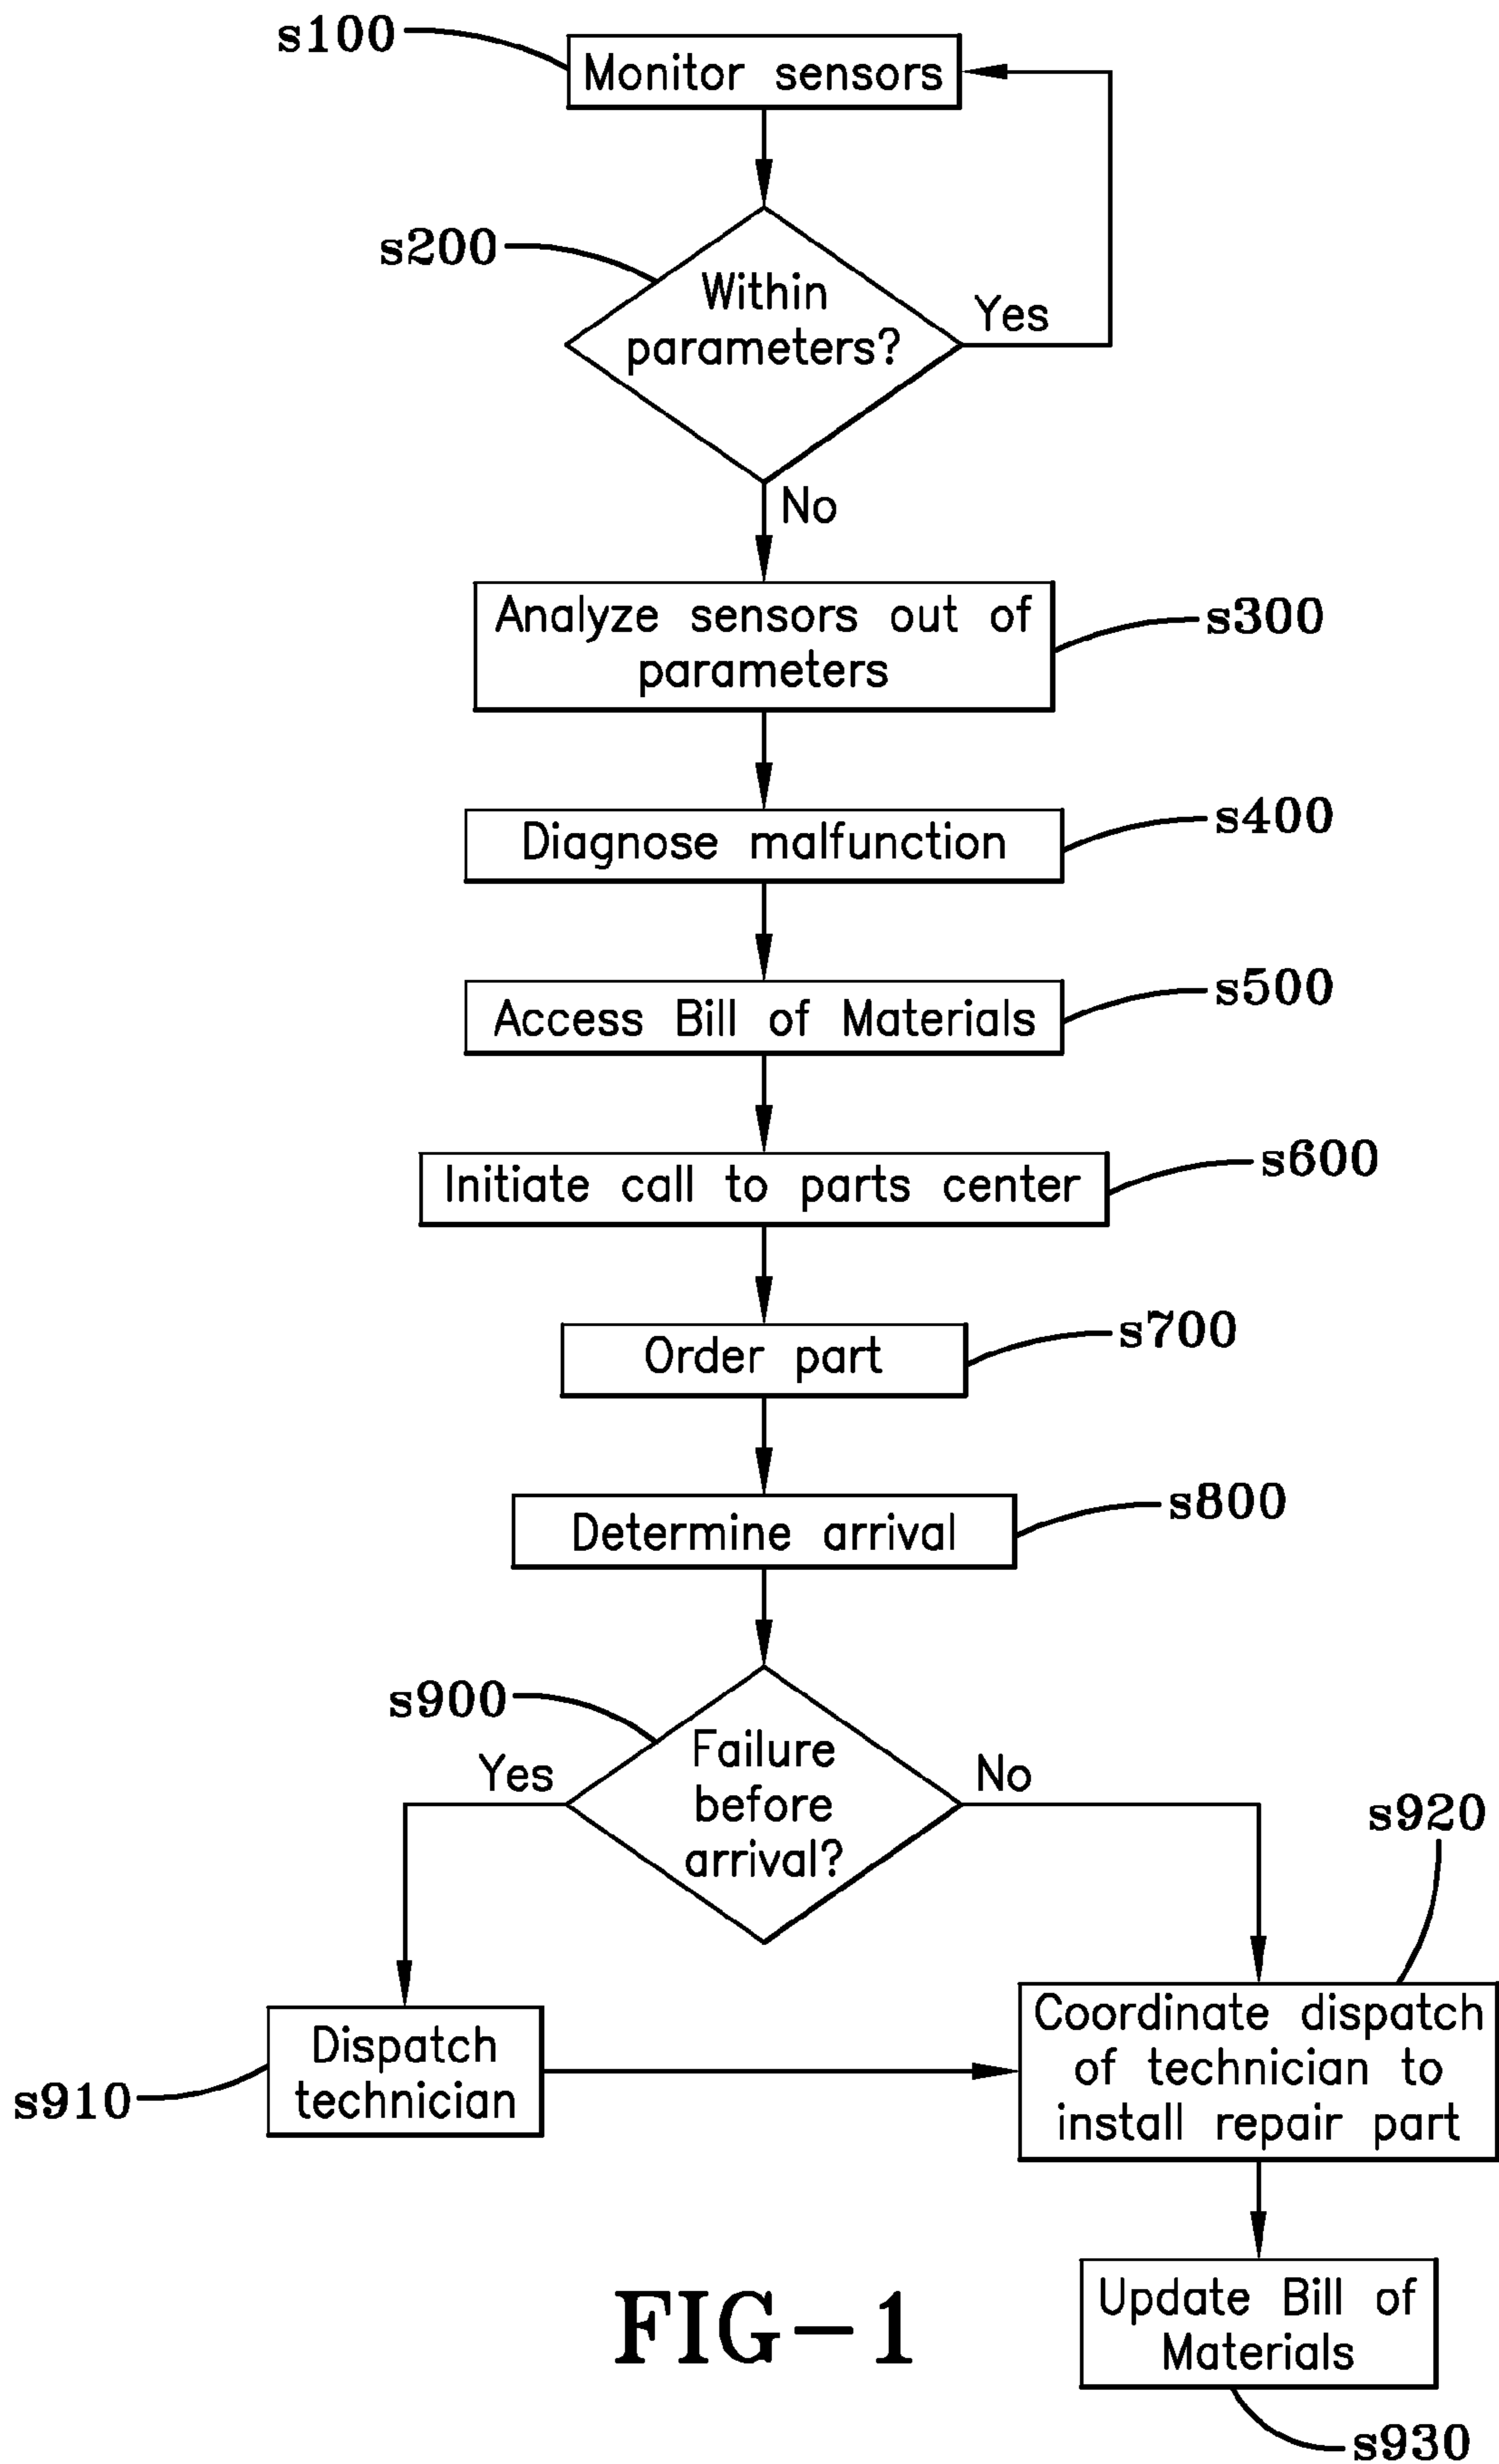 s100
Monitor sensors
s200
Within
parameters?
Yes
No
Analyze sensors out of
parameters
s300
Diagnose malfunction
s400
Access Bill of Materials
s500
Initiate call to parts center
s600
Order part
s700
Determine arrival
s800
s900
Yes
Failure
before
arrival?
No
s920
Dispatch
technician
s910
Coordinate dispatch
of technician to
install repair part
Update Bill of
Materials
s930
FIG-1